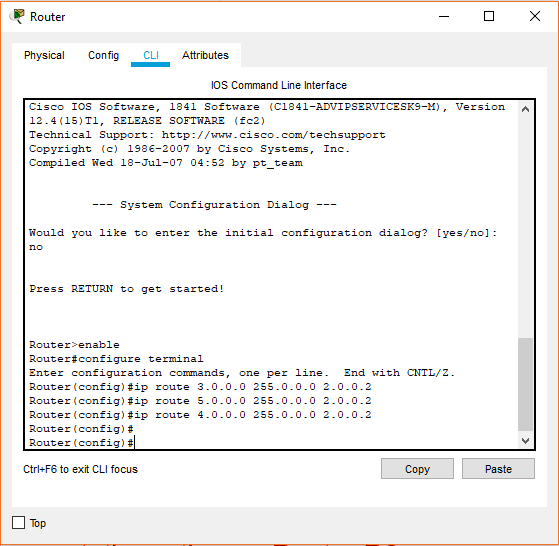 Router
Physical Config CLI Attributes
IOS Command Line Interface
Cisco IOS Software, 1841 Software (C1841-ADVIPSERVICESK9-M), Version
12.4(15)T1, RELEASE SOFTWARE (fc2)
Technical Support: http://www.cisco.com/techsupport
Copyright (c) 1986-2007 by Cisco Systems, Inc.
Compiled Wed 18-Jul-07 04:52 by pt_team
--- System Configuration Dialog ---
Would you like to enter the initial configuration dialog? [yes/no]:
no
Press RETURN to get started!
Router>enable
Router#configure terminal
Enter configuration commands, one per line.  End with CNTL/Z.
Router(config)#ip route 3.0.0.0 255.0.0.0 2.0.0.2
Router(config)#ip route 5.0.0.0 255.0.0.0 2.0.0.2
Router(config)#ip route 4.0.0.0 255.0.0.0 2.0.0.2
Router(config)#
Router(config)#
Ctrl+F6 to exit CLI focus
Copy Paste
Top